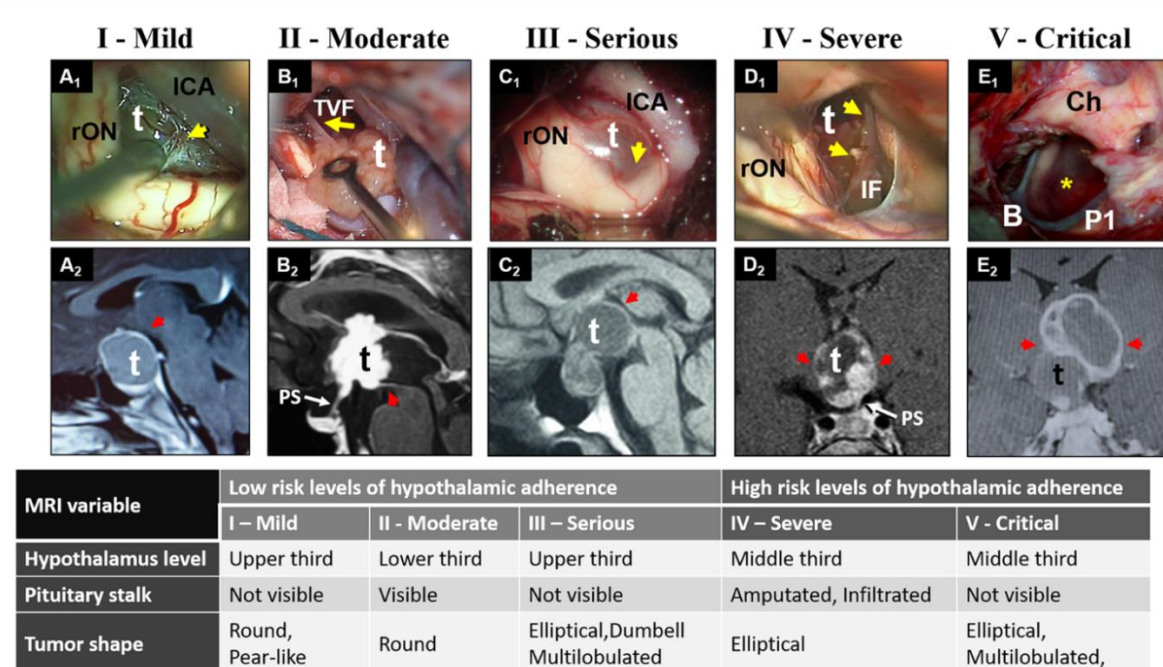 I - Mild II - Moderate III - Serious IV - Severe V - Critical
A1 ICA t rON
B1 TVF t
C1 ICA t rON
D1 t rON IF
E1 Ch * B P1
A2 t
B2 t PS
C2 t
D2 t PS
E2 t
MRI variable
Low risk levels of hypothalamic adherence High risk levels of hypothalamic adherence
I – Mild II - Moderate III – Serious IV – Severe V - Critical
Hypothalamus level Upper third Lower third Upper third Middle third Middle third
Pituitary stalk Not visible Visible Not visible Amputated, Infiltrated Not visible
Tumor shape Round, Pear-like Round Elliptical,Dumbell Multilobulated Elliptical Elliptical, Multilobulated,